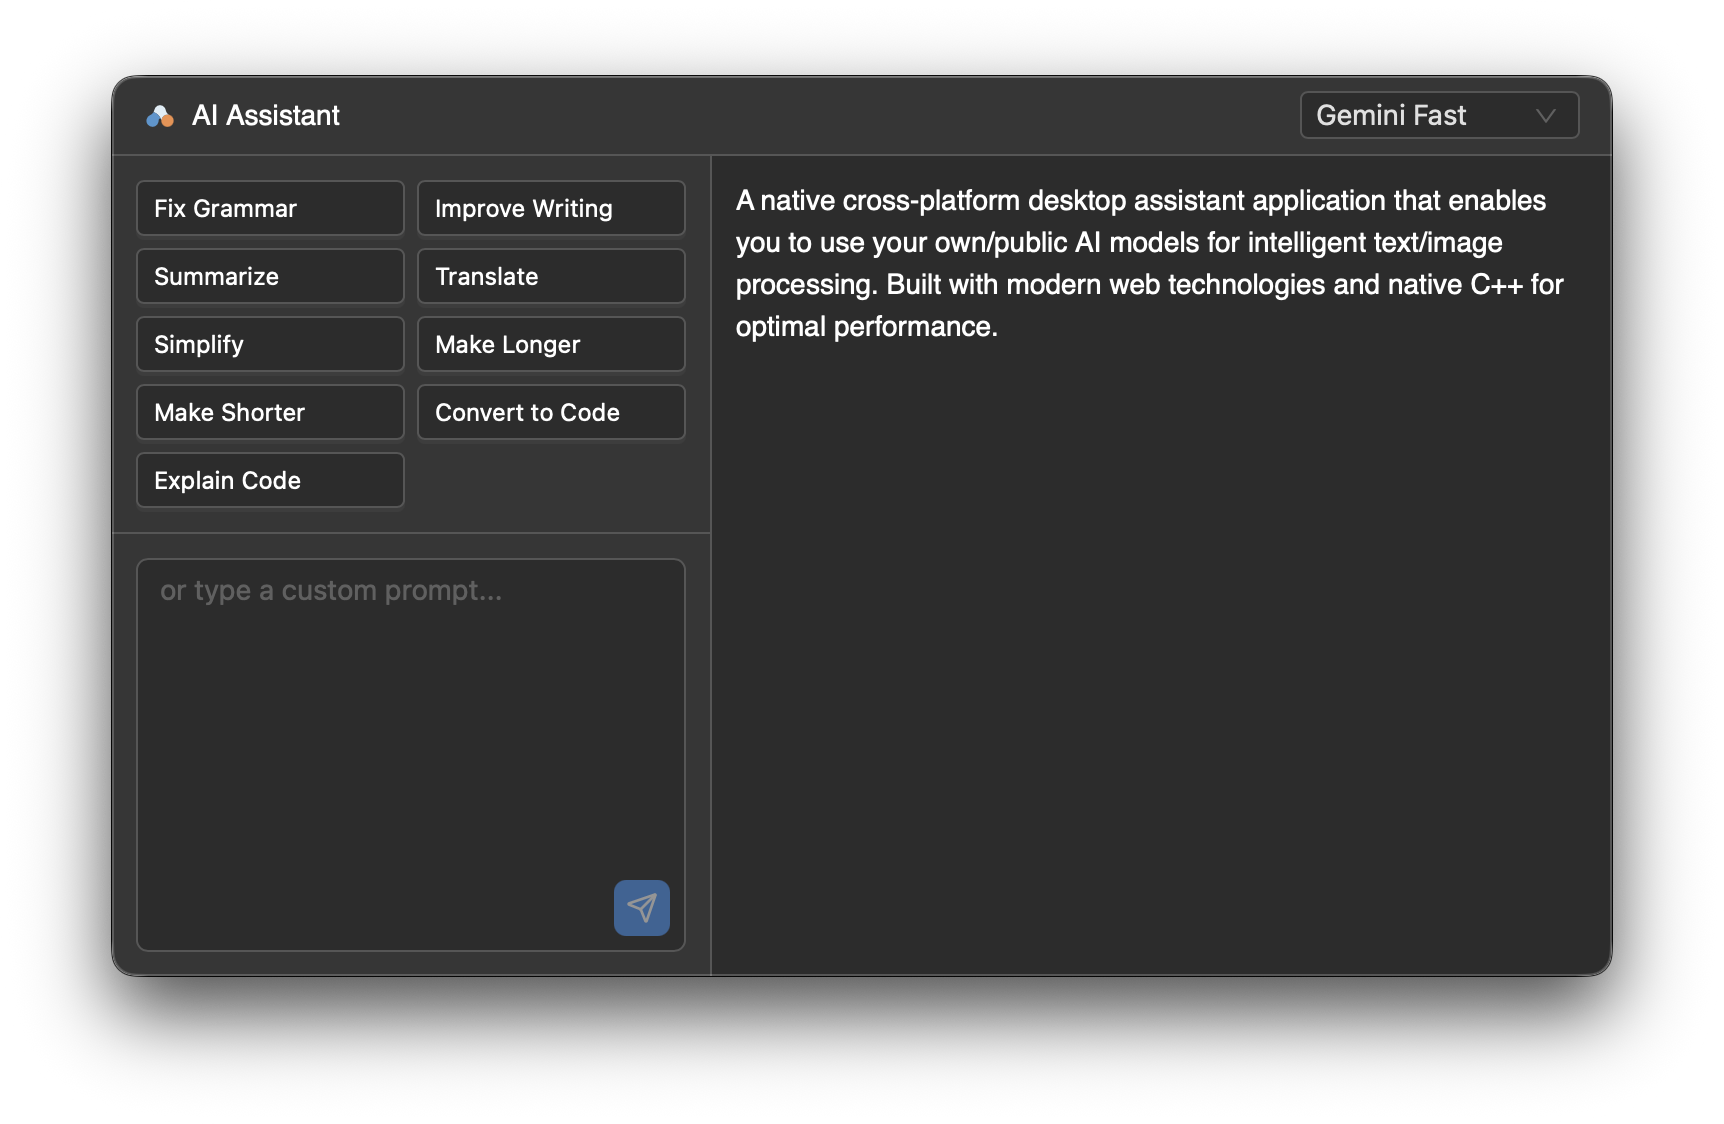 AI Assistant
Gemini Fast
Fix Grammar
Improve Writing
Summarize
Translate
Simplify
Make Longer
Make Shorter
Convert to Code
Explain Code
or type a custom prompt...
A native cross-platform desktop assistant application that enables
you to use your own/public AI models for intelligent text/image
processing. Built with modern web technologies and native C++ for
optimal performance.